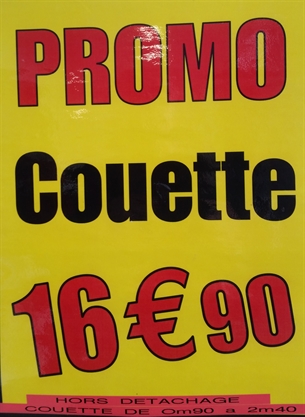 PROMO
Couette
16€90
HORS DETACHAGE
COUETTE DE 0m90 a 2m40